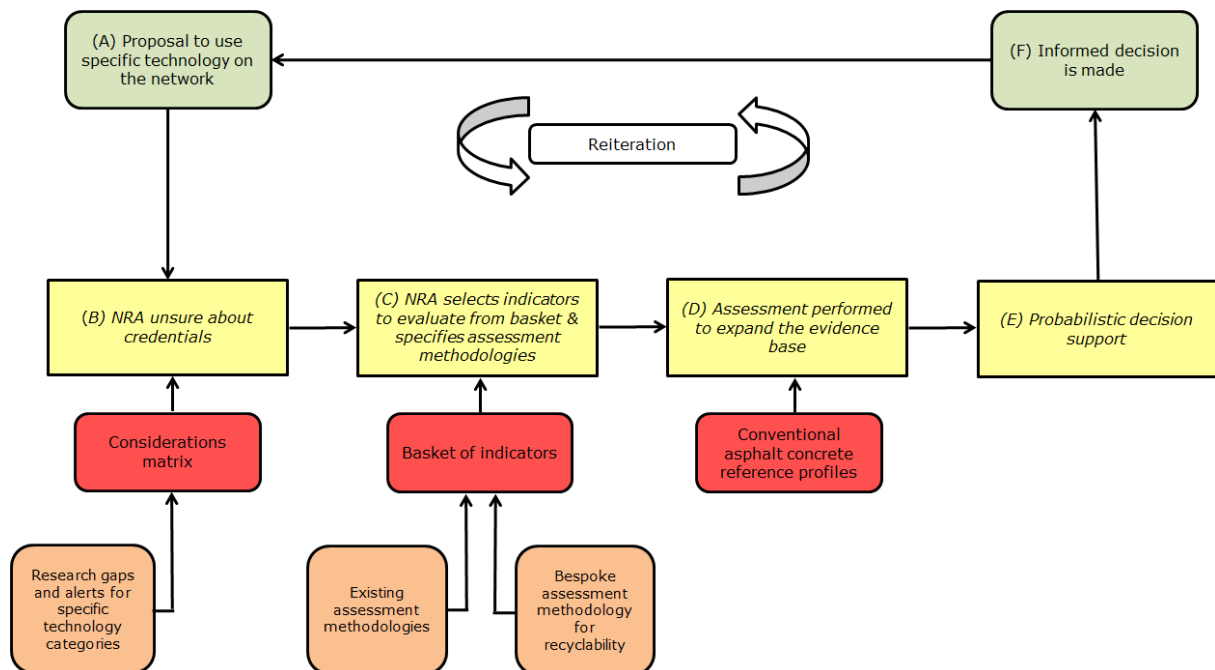 (A) Proposal to use
specific technology on
the network
(F) Informed decision
is made
Reiteration
(B) NRA unsure about
credentials
(C) NRA selects indicators
to evaluate from basket &
specifies assessment
methodologies
(D) Assessment performed
to expand the evidence
base
(E) Probabilistic decision
support
Considerations
matrix
Basket of indicators
Conventional
asphalt concrete
reference profiles
Research gaps
and alerts for
specific
technology
categories
Existing
assessment
methodologies
Bespoke
assessment
methodology
for
recyclability